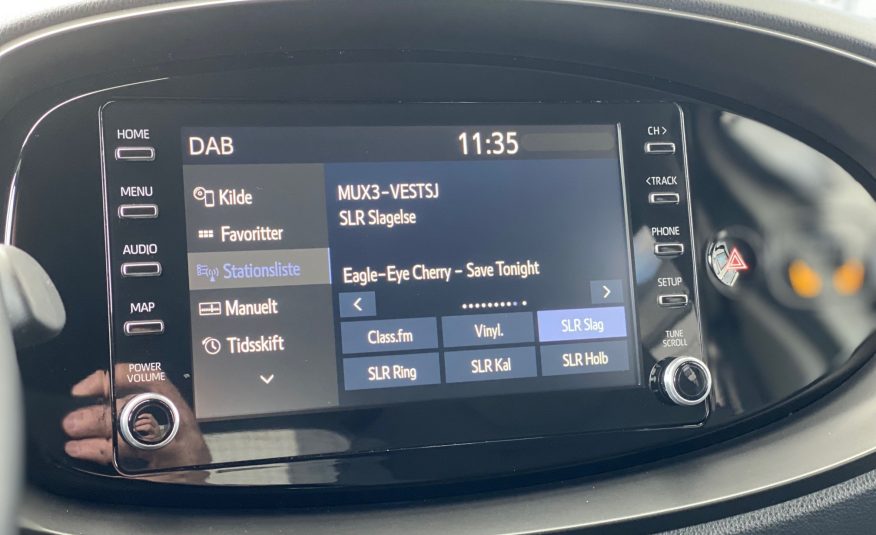 HOME
MENU
AUDIO
MAP
POWER
VOLUME
DAB
11:35
Kilde
Favoritter
Stationsliste
Manuelt
Tidsskift
MUX3-VESTSJ
SLR Slagelse
Eagle-Eye Cherry - Save Tonight
< >
Class.fm Vinyl. SLR Slag
SLR Ring SLR Kal SLR Holb
CH >
< TRACK
PHONE
SETUP
TUNE
SCROLL